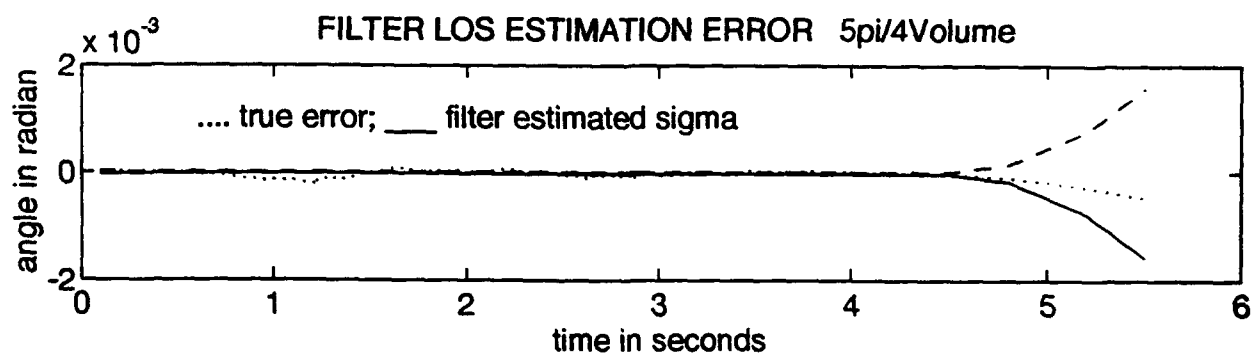 FILTER LOS ESTIMATION ERROR 5pi/4Volume
x 10^-3
2
0
-2
angle in radian
.... true error; ___ filter estimated sigma
0 1 2 3 4 5 6
time in seconds